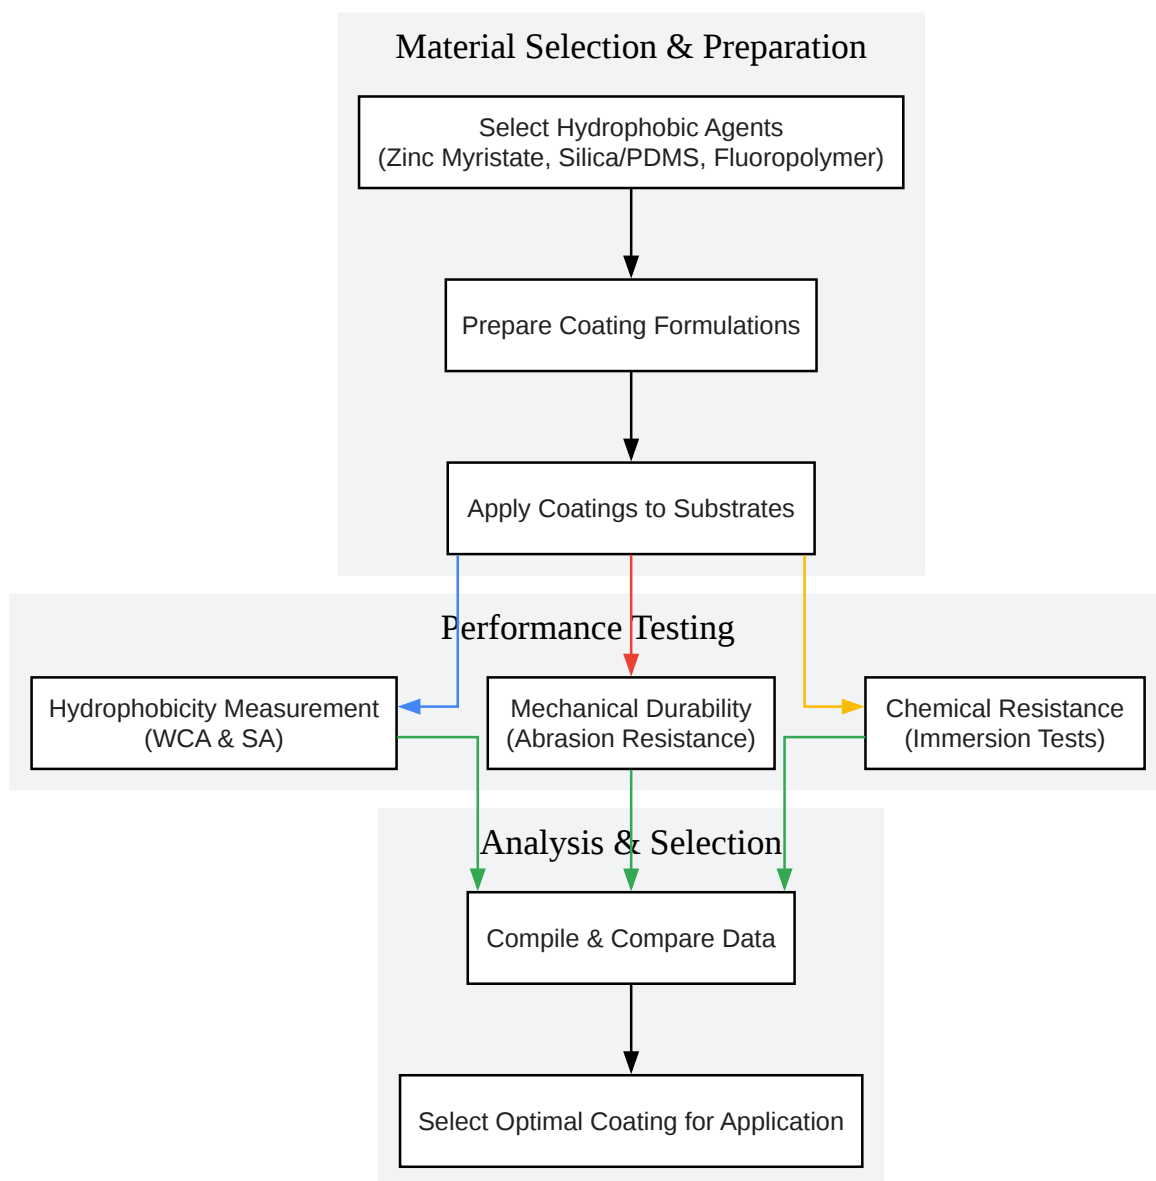 Material Selection & Preparation
Select Hydrophobic Agents
(Zinc Myristate, Silica/PDMS, Fluoropolymer)
Prepare Coating Formulations
Apply Coatings to Substrates
Performance Testing
Hydrophobicity Measurement
(WCA & SA)
Mechanical Durability
(Abrasion Resistance)
Chemical Resistance
(Immersion Tests)
Analysis & Selection
Compile & Compare Data
Select Optimal Coating for Application